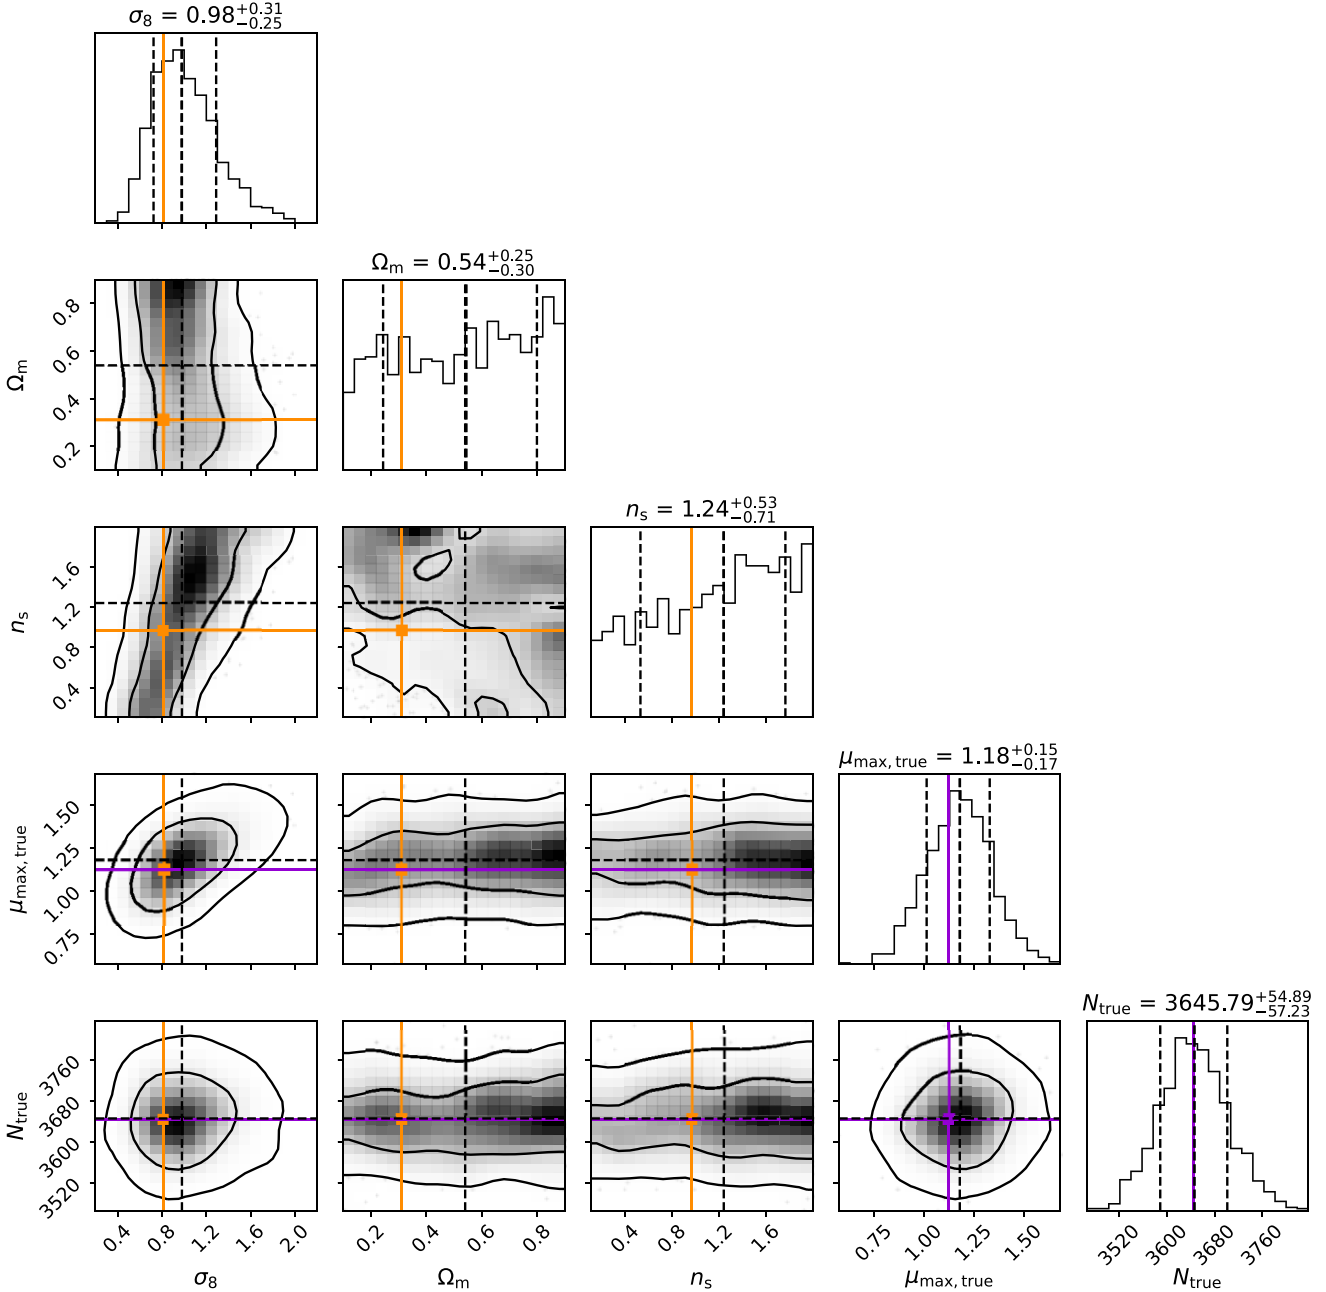 σ₈ = 0.98 +0.31 −0.25
Ωₘ = 0.54 +0.25 −0.30
0.8
0.6
0.4
0.2
Ωₘ
nₛ = 1.24 +0.53 −0.71
1.6
1.2
0.8
0.4
nₛ
μmax, true = 1.18 +0.15 −0.17
1.50
1.25
1.00
0.75
μmax, true
Ntrue = 3645.79 +54.89 −57.23
3760
3680
3600
3520
Ntrue
0.4 0.8 1.2 1.6 2.0 0.2 0.4 0.6 0.8 0.4 0.8 1.2 1.6 0.75 1.00 1.25 1.50 3520 3600 3680 3760
σ₈ Ωₘ nₛ μmax, true Ntrue